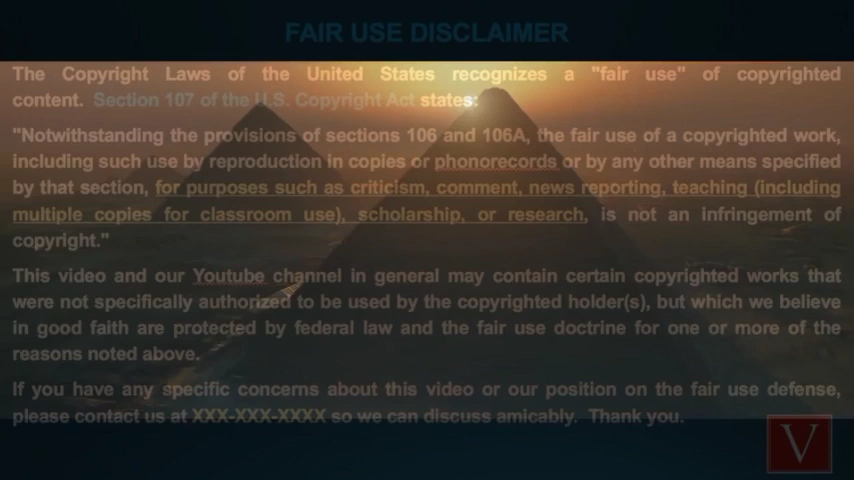 FAIR USE DISCLAIMER
The Copyright Laws of the United States recognizes a "fair use" of copyrighted
content. Section 107 of the U.S. Copyright Act states:
"Notwithstanding the provisions of sections 106 and 106A, the fair use of a copyrighted work,
including such use by reproduction in copies or phonorecords or by any other means specified
by that section, for purposes such as criticism, comment, news reporting, teaching (including
multiple copies for classroom use), scholarship, or research, is not an infringement of
copyright."
This video and our Youtube channel in general may contain certain copyrighted works that
were not specifically authorized to be used by the copyrighted holder(s), but which we believe
in good faith are protected by federal law and the fair use doctrine for one or more of the
reasons noted above.
If you have any specific concerns about this video or our position on the fair use defense,
please contact us at XXX-XXX-XXXX so we can discuss amicably. Thank you.
V